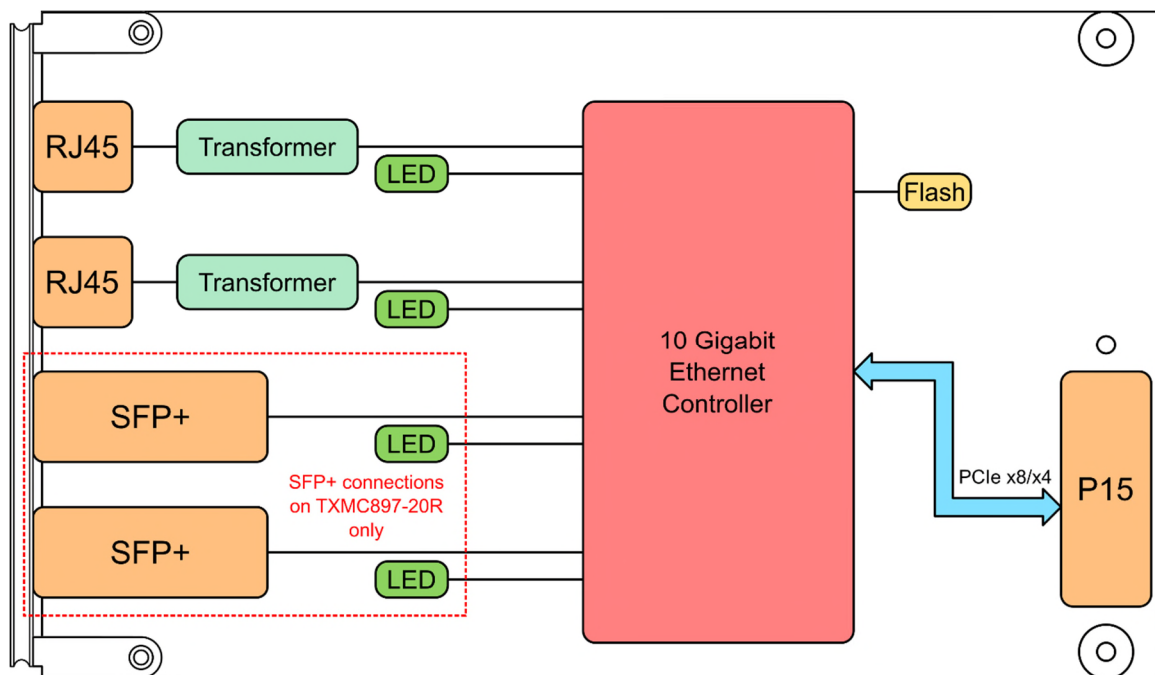 RJ45
Transformer
LED
Flash
RJ45
Transformer
LED
10 Gigabit
Ethernet
Controller
SFP+
LED
SFP+ connections
on TXMC897-20R
only
PCIe x8/x4
P15
SFP+
LED